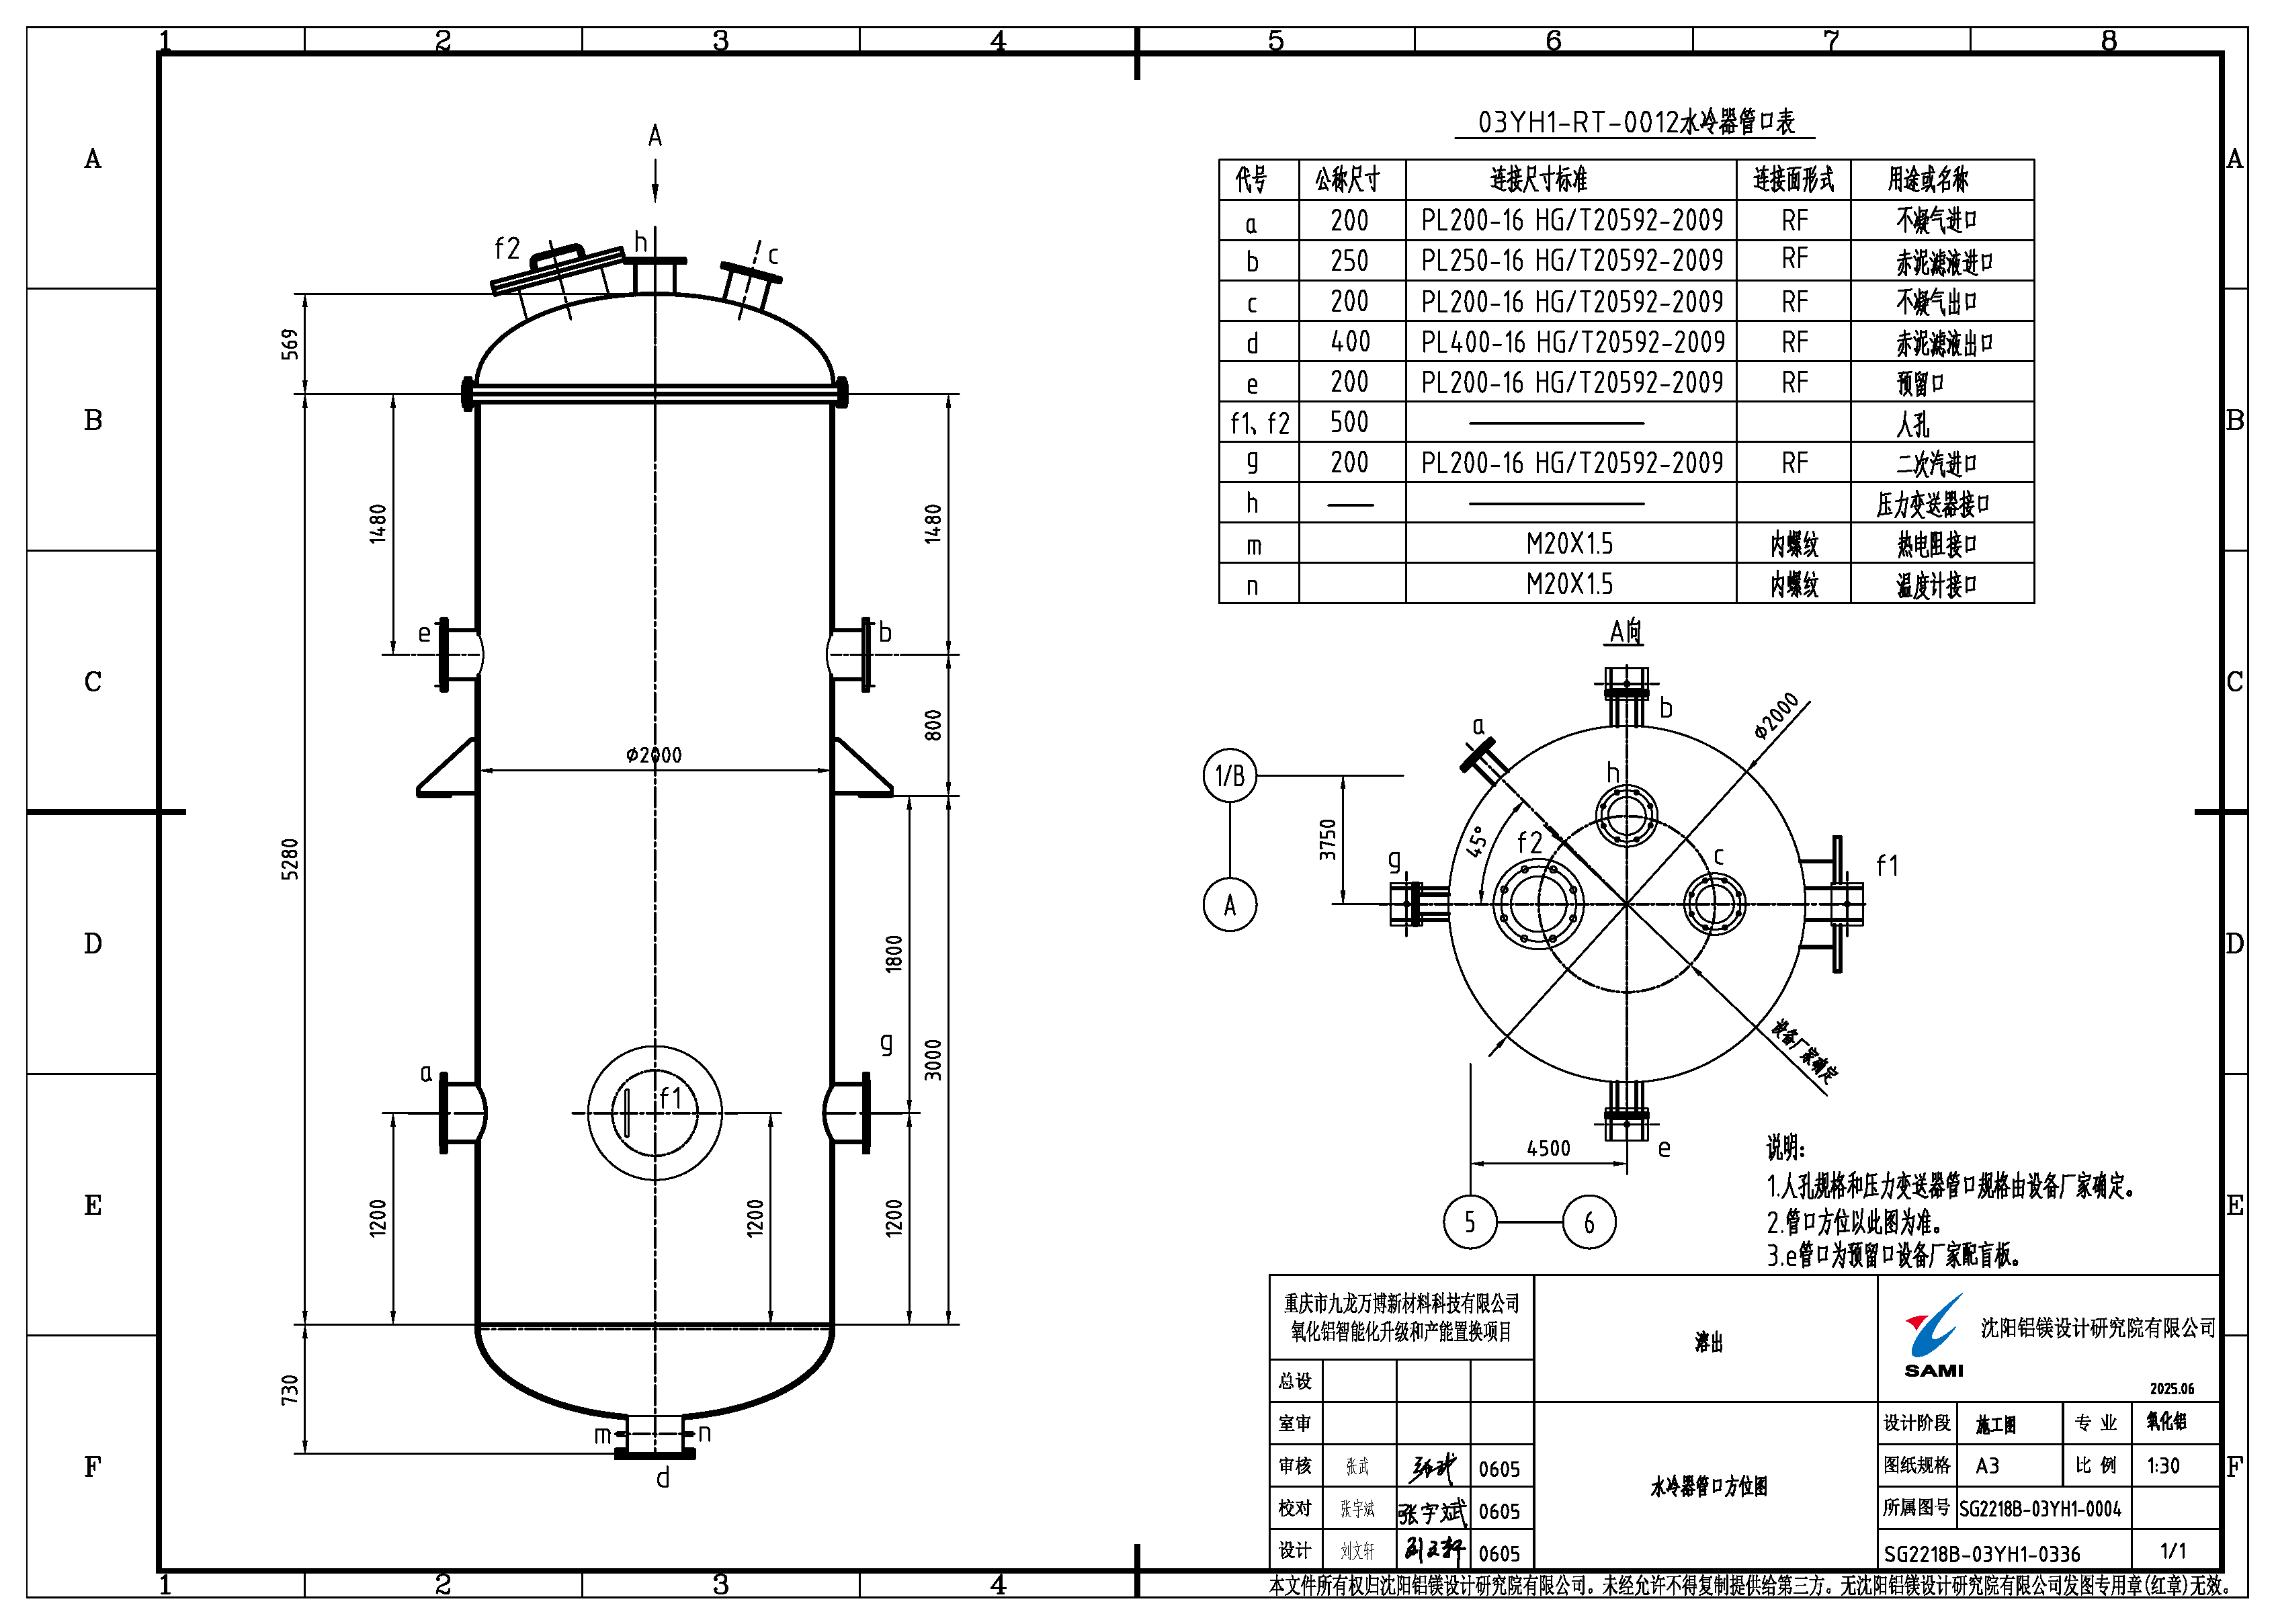 1 2 3 4 5 6 7 8
A
B
C
D
E
F
A
B
C
D
E
F
1 2 3 4
A
f2
h
c
569
1480
1480
e
b
800
φ2000
5280
1800
g
3000
a
f1
1200
1200
1200
730
m
n
d
03YH1-RT-0012水冷器管口表
代号 公称尺寸 连接尺寸标准 连接面形式 用途或名称
a 200 PL200-16 HG/T20592-2009 RF 不凝气进口
b 250 PL250-16 HG/T20592-2009 RF 赤泥滤液进口
c 200 PL200-16 HG/T20592-2009 RF 不凝气出口
d 400 PL400-16 HG/T20592-2009 RF 赤泥滤液出口
e 200 PL200-16 HG/T20592-2009 RF 预留口
f1、f2 500 —— 人孔
g 200 PL200-16 HG/T20592-2009 RF 二次汽进口
h — —— 压力变送器接口
m M20X1.5 内螺纹 热电阻接口
n M20X1.5 内螺纹 温度计接口
A向
b
φ2000
a
1/B
h
3750
45°
f2
c
g
f1
A
设备厂家确定
4500
e
5
6
说明:
1.人孔规格和压力变送器管口规格由设备厂家确定。
2.管口方位以此图为准。
3.e管口为预留口设备厂家配盲板。
重庆市九龙万博新材料科技有限公司
氧化铝智能化升级和产能置换项目
溶出
沈阳铝镁设计研究院有限公司
SAMI
2025.06
总设
室审
审核 张武 张武 0605
校对 张宇斌 张宇斌 0605
设计 刘文轩 刘文轩 0605
水冷器管口方位图
设计阶段 施工图 专 业 氧化铝
图纸规格 A3 比 例 1:30
所属图号 SG2218B-03YH1-0004
SG2218B-03YH1-0336 1/1
本文件所有权归沈阳铝镁设计研究院有限公司。未经允许不得复制提供给第三方。无沈阳铝镁设计研究院有限公司发图专用章(红章)无效。